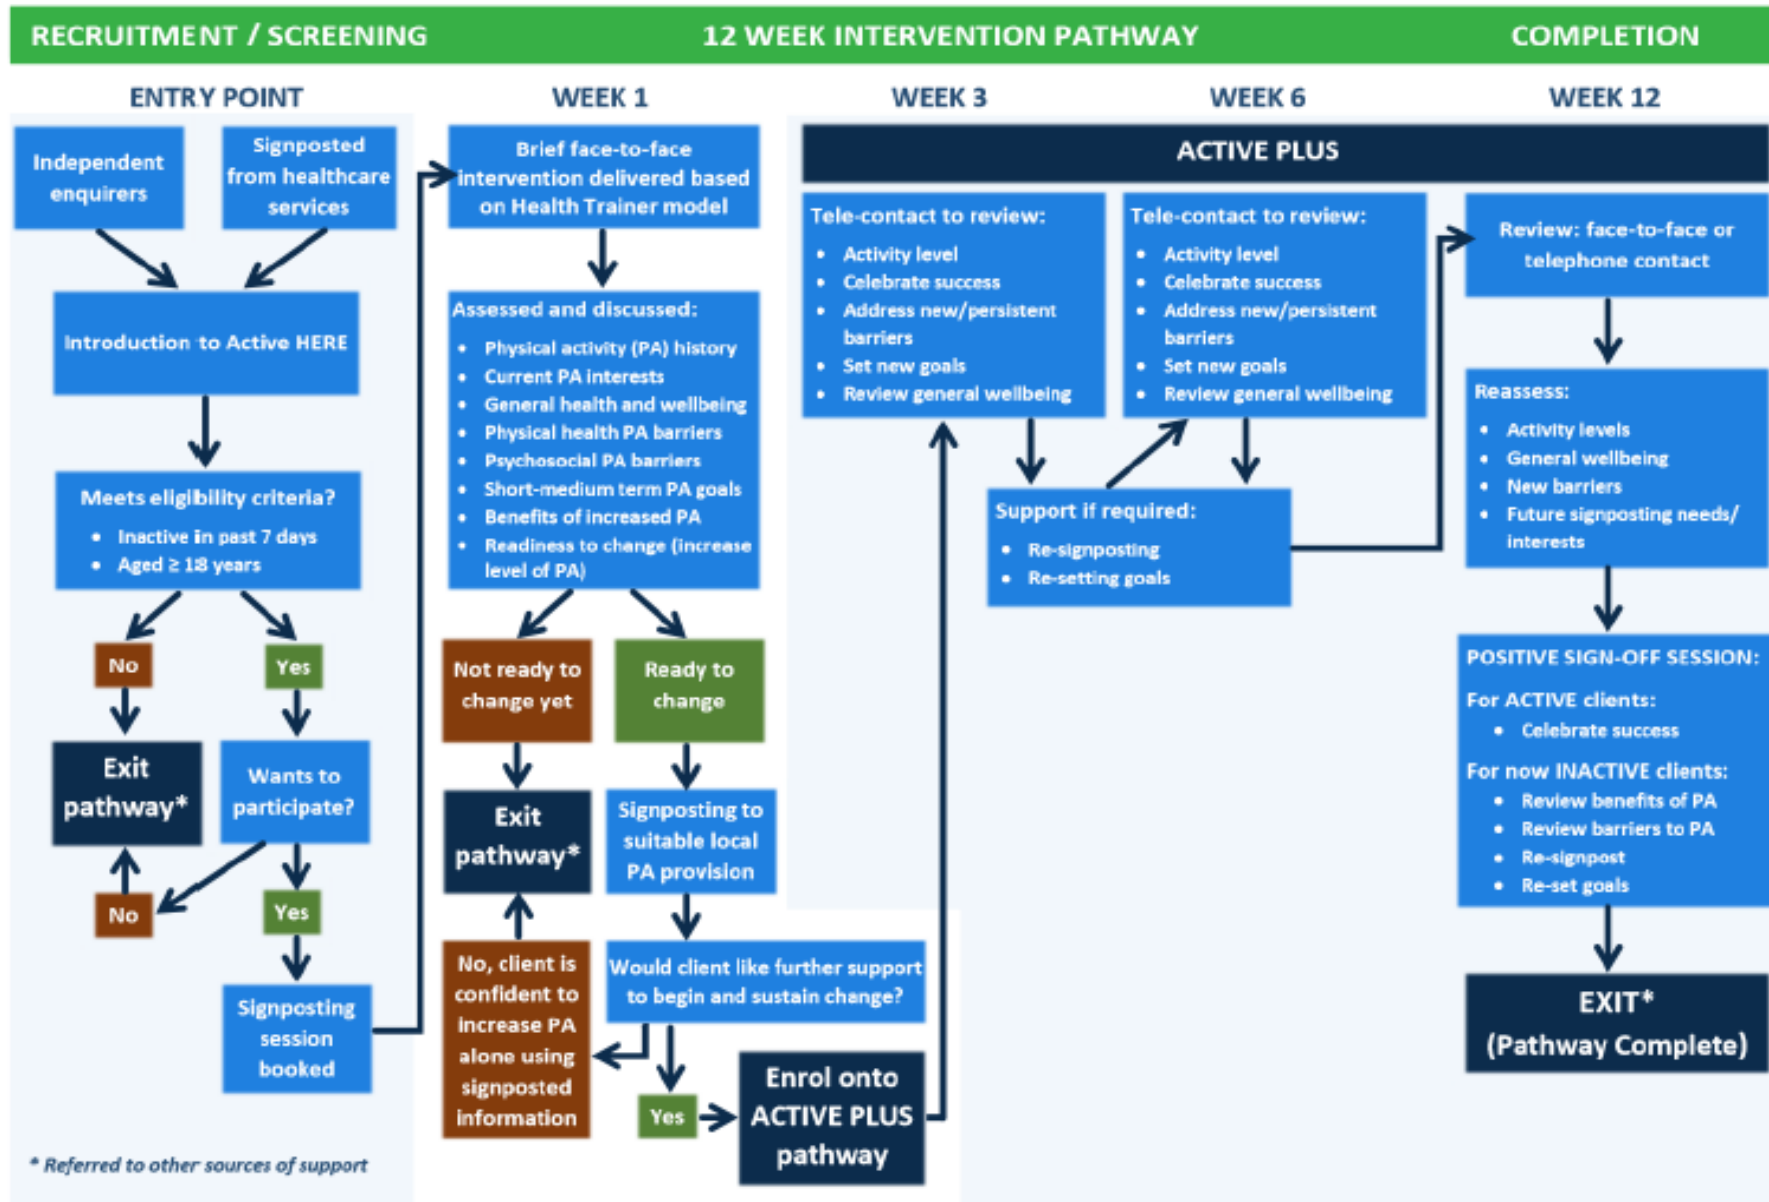 RECRUITMENT / SCREENING
12 WEEK INTERVENTION PATHWAY
COMPLETION
ENTRY POINT
WEEK 1
WEEK 3
WEEK 6
WEEK 12
Independent
enquirers
Signposted
from healthcare
services
Introduction to Active HERE
Meets eligibility criteria?
• Inactive in past 7 days
• Aged ≥ 18 years
No
Yes
Exit
pathway*
Wants to
participate?
No
Yes
Signposting
session
booked
* Referred to other sources of support
Brief face-to-face
intervention delivered based
on Health Trainer model
Assessed and discussed:
• Physical activity (PA) history
• Current PA interests
• General health and wellbeing
• Physical health PA barriers
• Psychosocial PA barriers
• Short-medium term PA goals
• Benefits of increased PA
• Readiness to change (increase
level of PA)
Not ready to
change yet
Ready to
change
Exit
pathway*
Signposting to
suitable local
PA provision
No, client is
confident to
increase PA
alone using
signposted
information
Would client like further support
to begin and sustain change?
Yes
Enrol onto
ACTIVE PLUS
pathway
ACTIVE PLUS
Tele-contact to review:
• Activity level
• Celebrate success
• Address new/persistent
barriers
• Set new goals
• Review general wellbeing
Tele-contact to review:
• Activity level
• Celebrate success
• Address new/persistent
barriers
• Set new goals
• Review general wellbeing
Support if required:
• Re-signposting
• Re-setting goals
Review: face-to-face or
telephone contact
Reassess:
• Activity levels
• General wellbeing
• New barriers
• Future signposting needs/
interests
POSITIVE SIGN-OFF SESSION:
For ACTIVE clients:
• Celebrate success
For now INACTIVE clients:
• Review benefits of PA
• Review barriers to PA
• Re-signpost
• Re-set goals
EXIT*
(Pathway Complete)